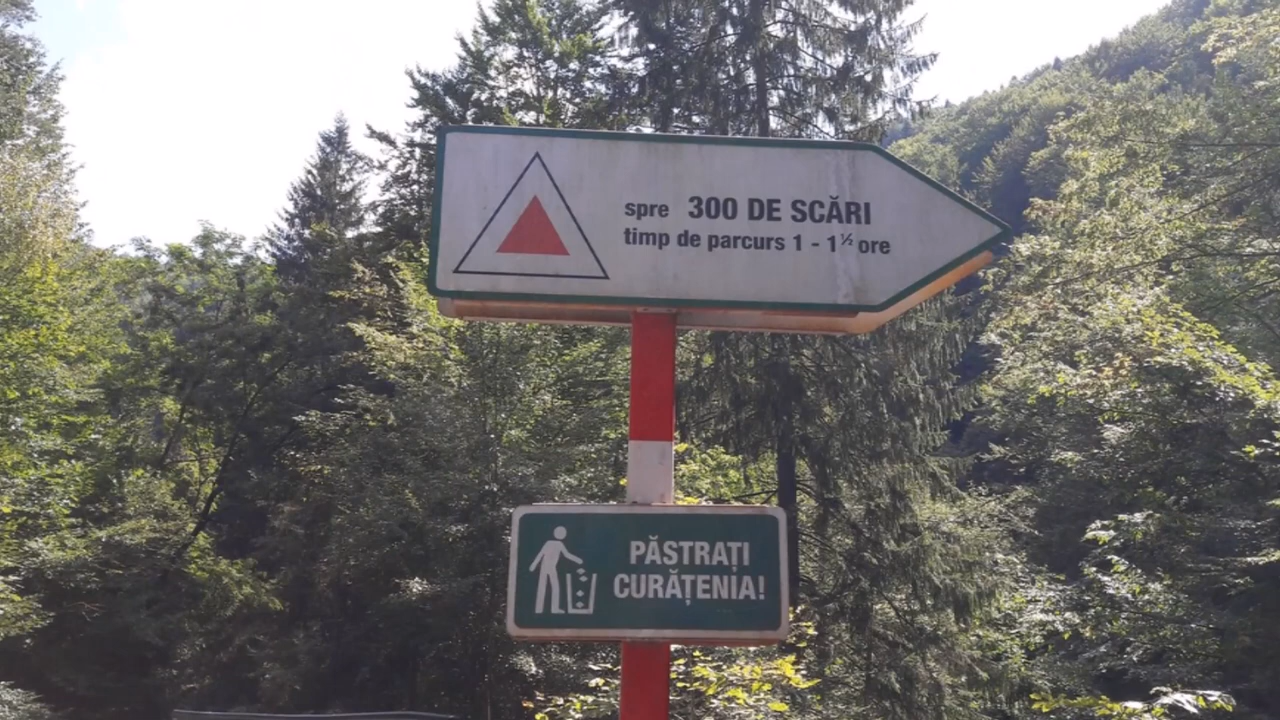 spre 300 DE SCĂRI
timp de parcurs 1 - 1½ ore
PĂSTRAȚI
CURĂȚENIA!